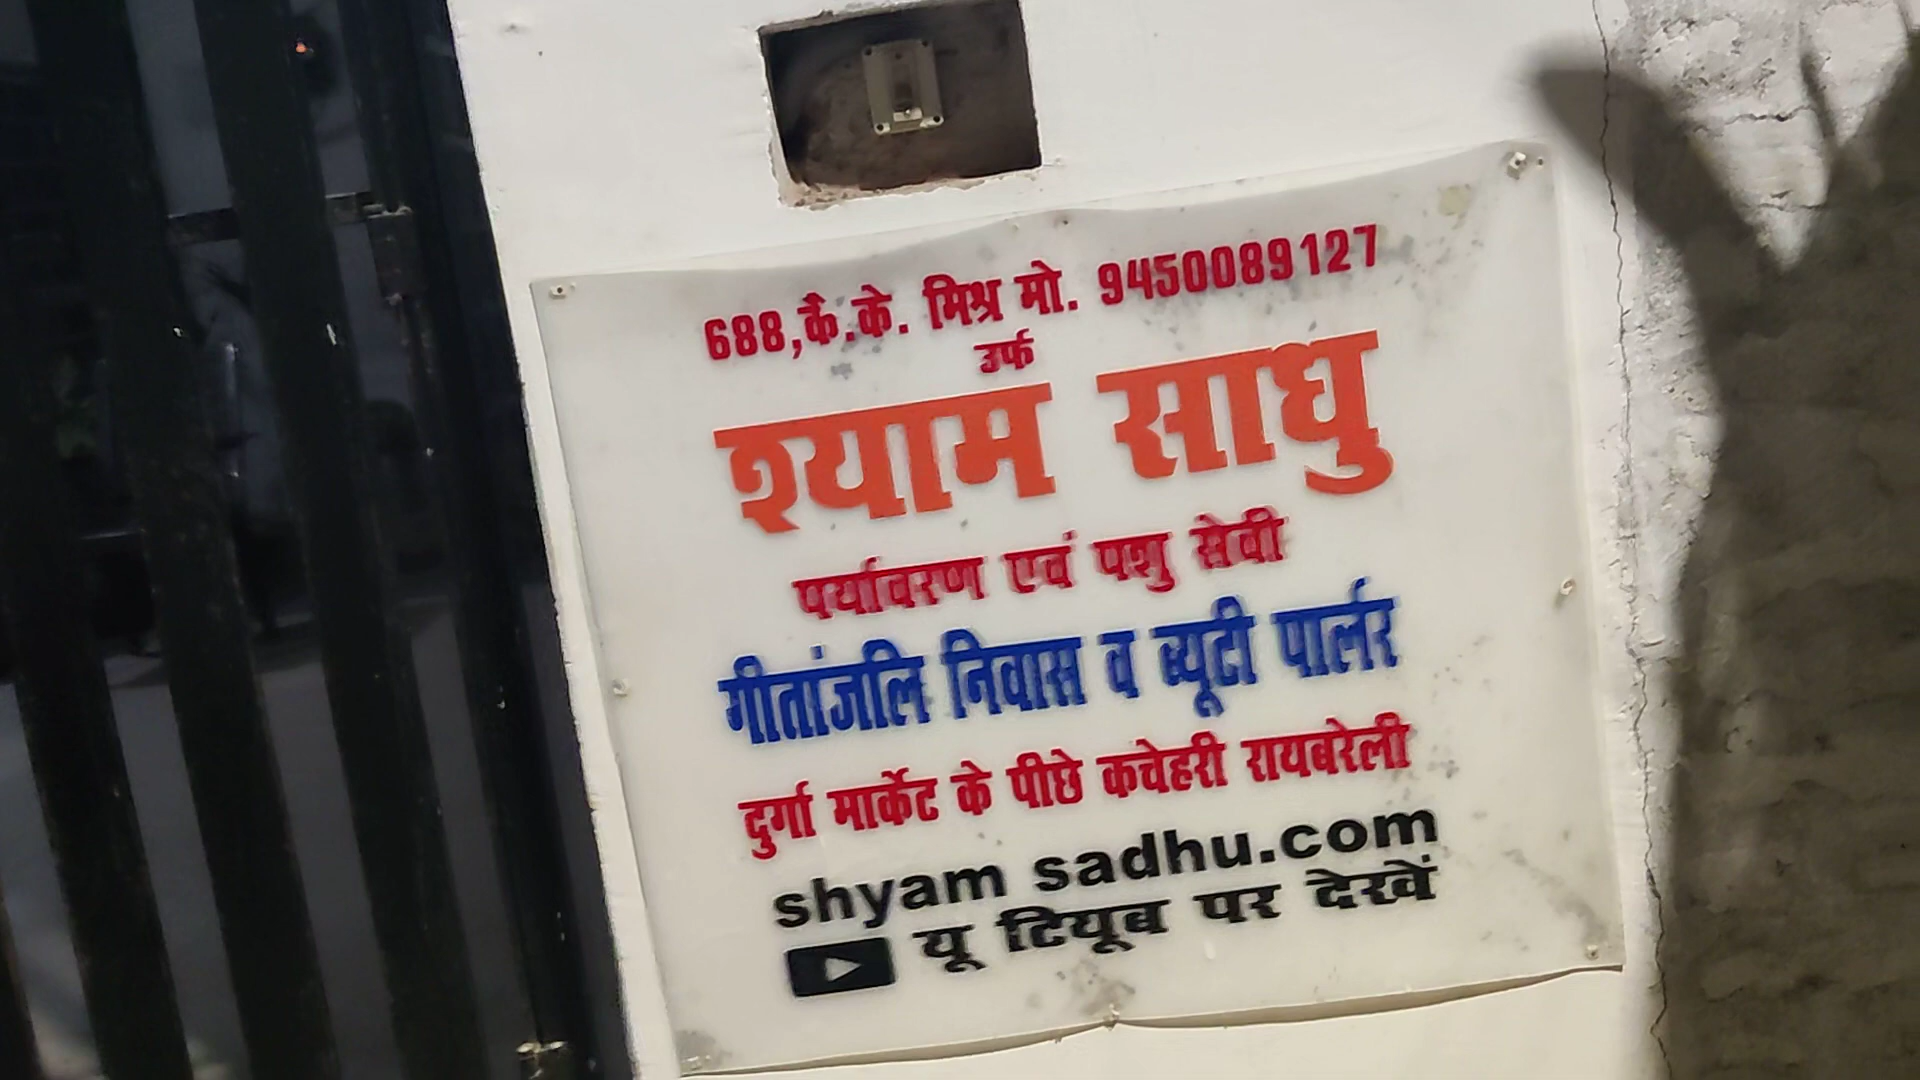 688,कै.के. मिश्र मो. 9450089127
उर्फ
श्याम साधु
पर्यावरण एवं पशु सेवी
गीतांजलि निवास व ब्यूटी पार्लर
दुर्गा मार्केट के पीछे कचेहरी रायबरेली
shyam sadhu.com
यू टियूब पर देखें